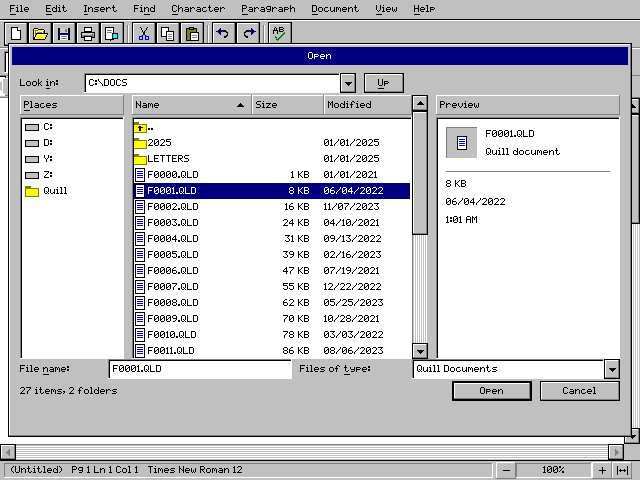 File Edit Insert Find Character Paragraph Document View Help
Open
Look in: C:\DOCS Up
Places Name Size Modified Preview
C:
D:
Y:
Z:
Quill
..
2025 01/01/2025
LETTERS 01/01/2025
F0000.QLD 1 KB 01/01/2021
F0001.QLD 8 KB 06/04/2022
F0002.QLD 16 KB 11/07/2023
F0003.QLD 24 KB 04/10/2021
F0004.QLD 31 KB 09/13/2022
F0005.QLD 39 KB 02/16/2023
F0006.QLD 47 KB 07/19/2021
F0007.QLD 55 KB 12/22/2022
F0008.QLD 62 KB 05/25/2023
F0009.QLD 70 KB 10/28/2021
F0010.QLD 78 KB 03/03/2022
F0011.QLD 86 KB 08/06/2023
F0001.QLD
Quill document
8 KB
06/04/2022
1:01 AM
File name: F0001.QLD Files of type: Quill Documents
27 items, 2 folders Open Cancel
(Untitled) Pg 1 Ln 1 Col 1 Times New Roman 12 100%